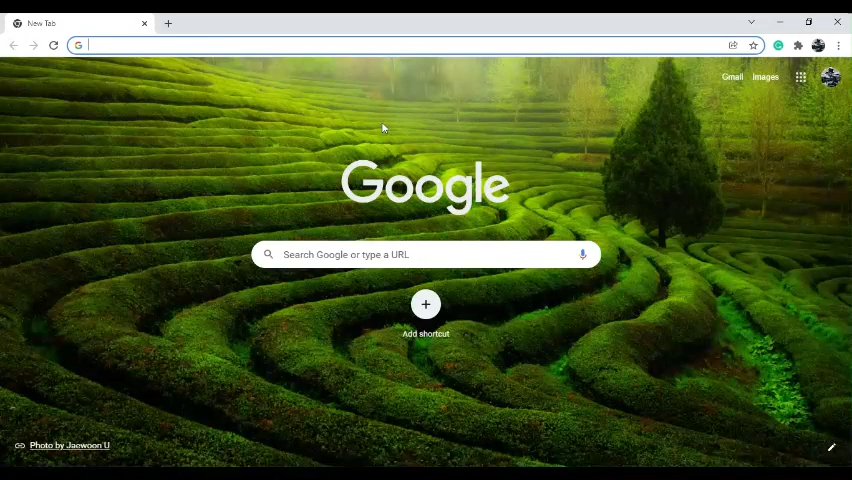 New Tab
Gmail Images
Google
Search Google or type a URL
Add shortcut
Photo by Jaewoon U